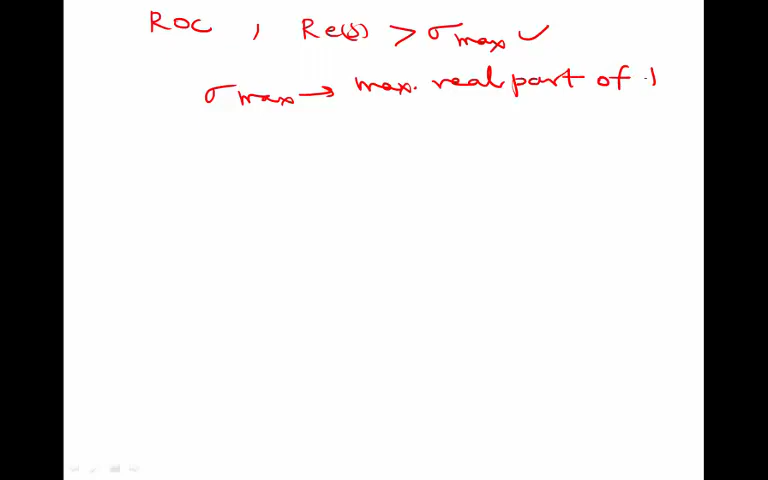 ROC , Re(s) > σmax ✓
σmax → max. real part of